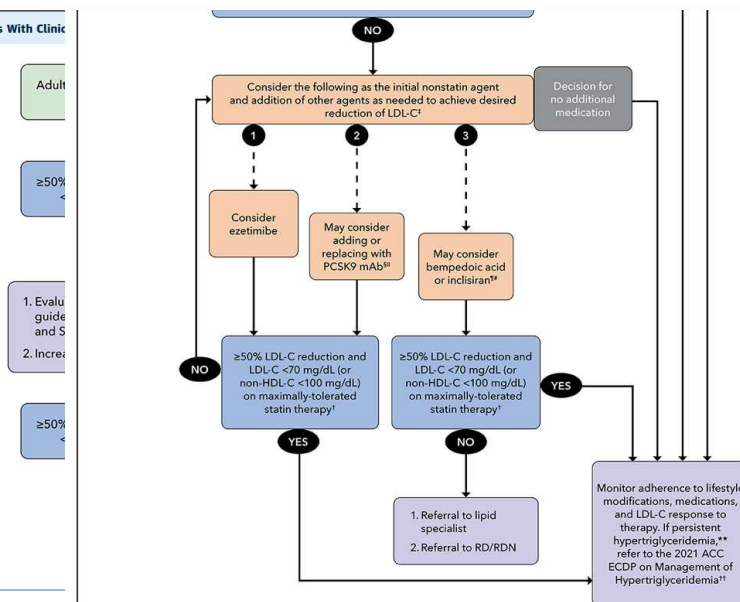 s With Clinic
Adult
≥50%
<
1. Evalu
guide
and S
2. Increa
≥50%
<
NO
Consider the following as the initial nonstatin agent
and addition of other agents as needed to achieve desired
reduction of LDL-C‡
Decision for
no additional
medication
1
2
3
Consider
ezetimibe
May consider
adding or
replacing with
PCSK9 mAb§||
May consider
bempedoic acid
or inclisiran¶#
NO
≥50% LDL-C reduction and
LDL-C <70 mg/dL (or
non-HDL-C <100 mg/dL)
on maximally-tolerated
statin therapy†
≥50% LDL-C reduction and
LDL-C <70 mg/dL (or
non-HDL-C <100 mg/dL)
on maximally-tolerated
statin therapy†
YES
YES
NO
1. Referral to lipid
specialist
2. Referral to RD/RDN
Monitor adherence to lifestyle
modifications, medications,
and LDL-C response to
therapy. If persistent
hypertriglyceridemia,**
refer to the 2021 ACC
ECDP on Management of
Hypertriglyceridemia††